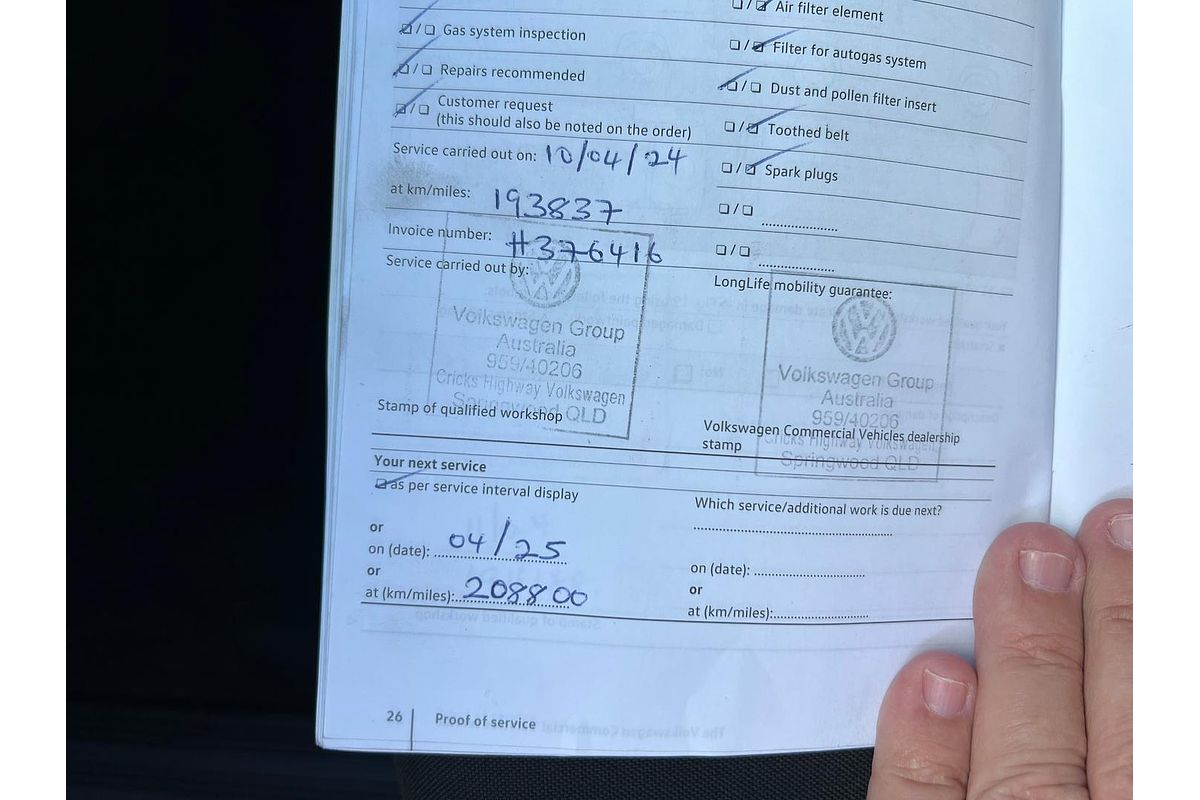 ☐/☑ Air filter element
☑/☐ Gas system inspection
☐/☑ Filter for autogas system
☑/☐ Repairs recommended
☑/☐ Dust and pollen filter insert
☑/☐ Customer request
(this should also be noted on the order)
☐/☑ Toothed belt
Service carried out on: 10/04/24
☐/☑ Spark plugs
at km/miles: 193837
☐/☐ ....................
Invoice number: #376416
☐/☐ ....................
Service carried out by:
LongLife mobility guarantee:
Volkswagen Group
Australia
959/40206
Cricks Highway Volkswagen
Springwood QLD
Stamp of qualified workshop
Volkswagen Group
Australia
959/40206
Cricks Highway Volkswagen
Springwood QLD
Volkswagen Commercial Vehicles dealership
stamp
Your next service
☑ as per service interval display
or
on (date): 04/25
or
at (km/miles): 208800
Which service/additional work is due next?
on (date): ....................
or
at (km/miles): ....................
26 Proof of service